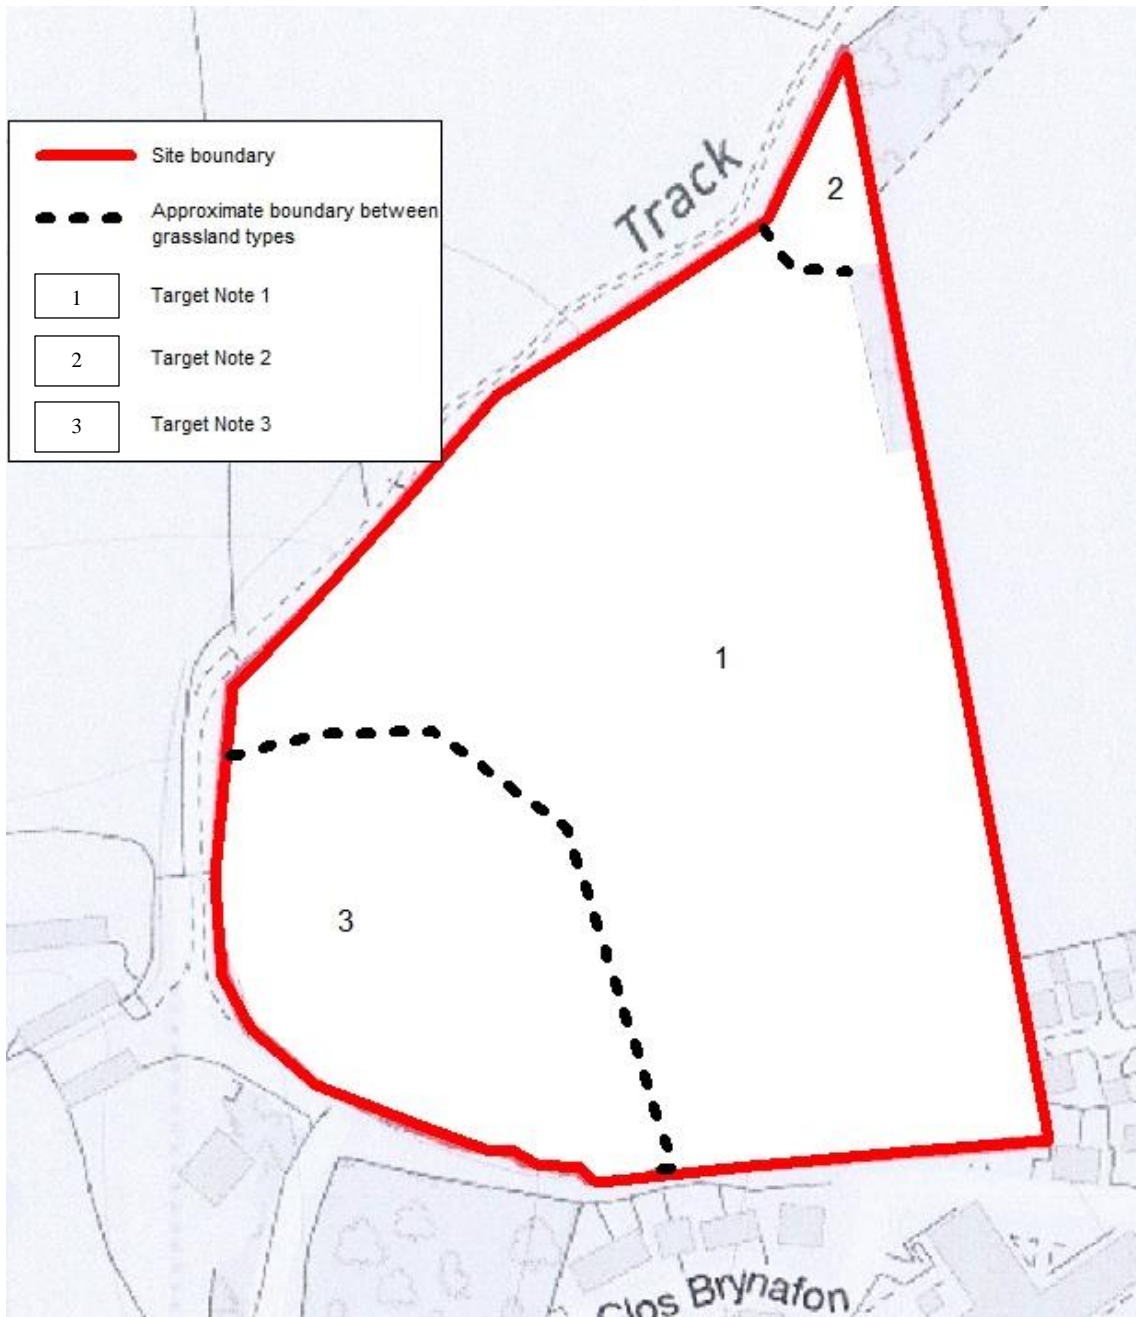 Track
2
Site boundary
Approximate boundary between
grassland types
1 Target Note 1
2 Target Note 2
3 Target Note 3
1
3
Clos Brynafon